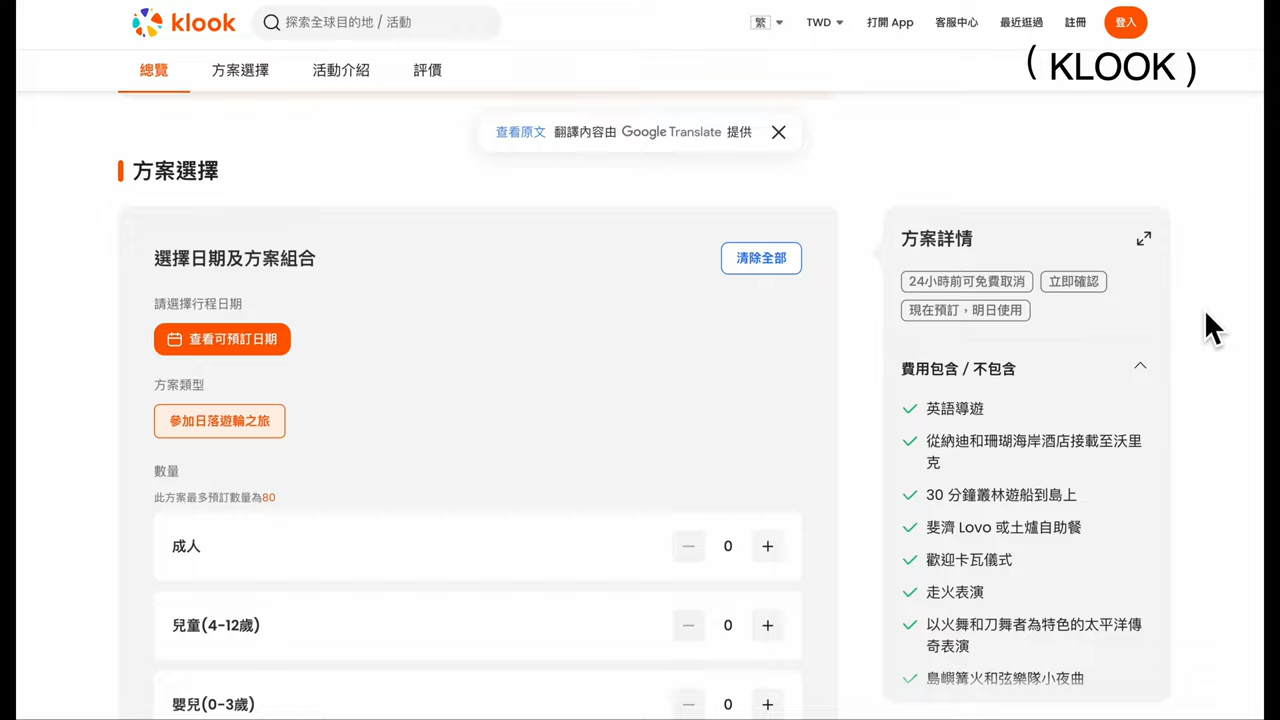 klook
探索全球目的地 / 活動
繁
TWD
打開 App
客服中心
最近逛過
註冊
登入
總覽
方案選擇
活動介紹
評價
( KLOOK )
查看原文 翻譯內容由 Google Translate 提供
方案選擇
選擇日期及方案組合
清除全部
請選擇行程日期
查看可預訂日期
方案類型
參加日落遊輪之旅
數量
此方案最多預訂數量為80
成人
0
兒童(4-12歲)
0
嬰兒(0-3歲)
0
方案詳情
24小時前可免費取消
立即確認
現在預訂，明日使用
費用包含 / 不包含
英語導遊
從納迪和珊瑚海岸酒店接載至沃里
克
30 分鐘叢林遊船到島上
斐濟 Lovo 或土爐自助餐
歡迎卡瓦儀式
走火表演
以火舞和刀舞者為特色的太平洋傳
奇表演
島嶼篝火和弦樂隊小夜曲